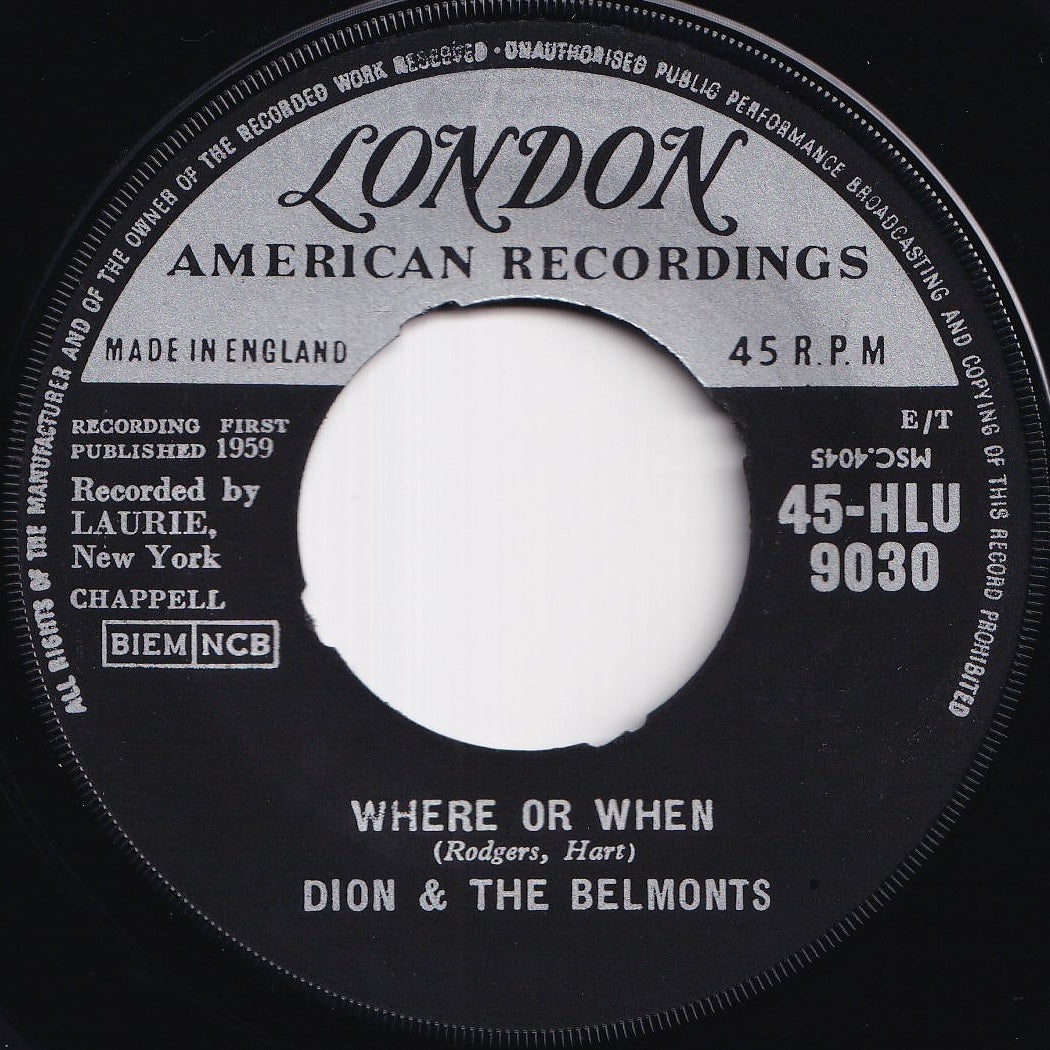 ALL RIGHTS OF THE MANUFACTURER AND OF THE OWNER OF THE RECORDED WORK RESERVED · UNAUTHORISED PUBLIC PERFORMANCE BROADCASTING AND COPYING OF THIS RECORD PROHIBITED
LONDON
AMERICAN RECORDINGS
MADE IN ENGLAND
45 R.P.M
RECORDING FIRST
PUBLISHED 1959
Recorded by
LAURIE,
New York
CHAPPELL
BIEM NCB
E/T
MSC.4045
45-HLU
9030
WHERE OR WHEN
(Rodgers, Hart)
DION & THE BELMONTS